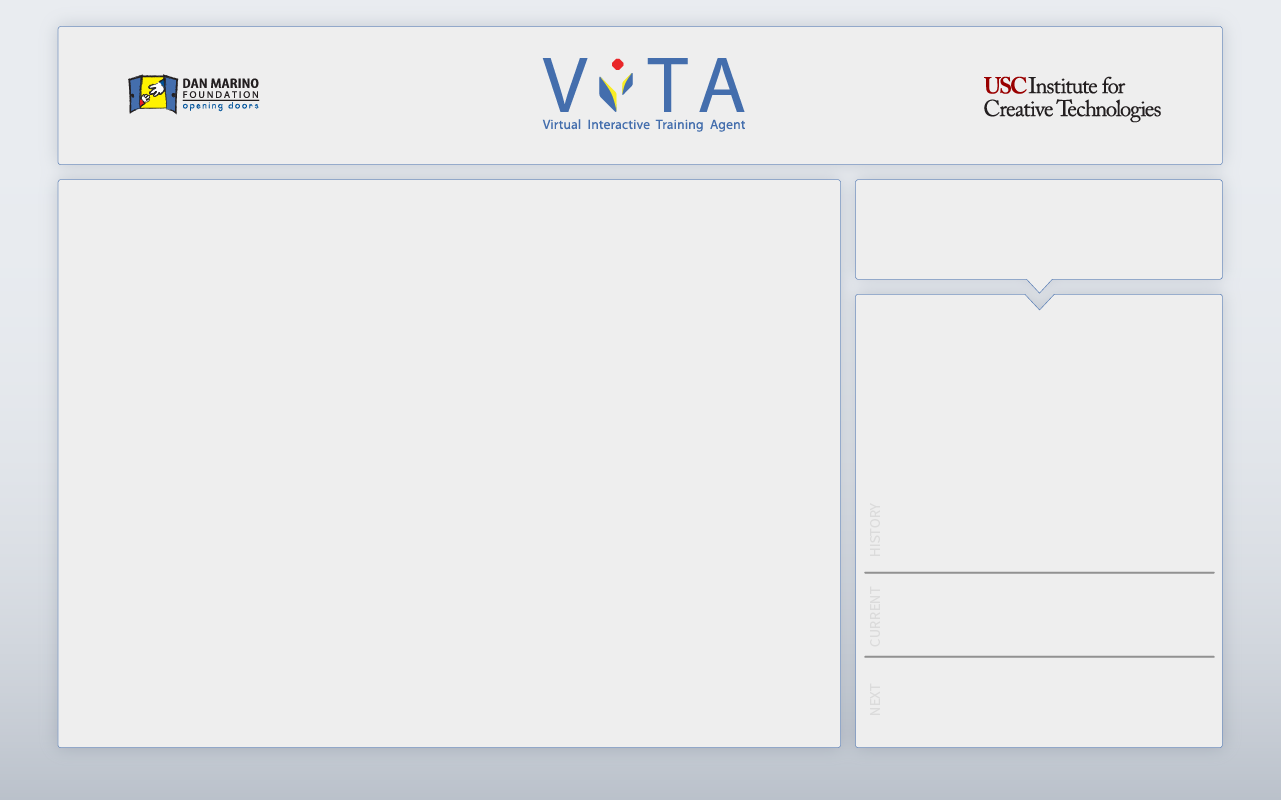 DAN MARINO
FOUNDATION
opening doors
VITA
Virtual Interactive Training Agent
USC Institute for
Creative Technologies
HISTORY
CURRENT
NEXT